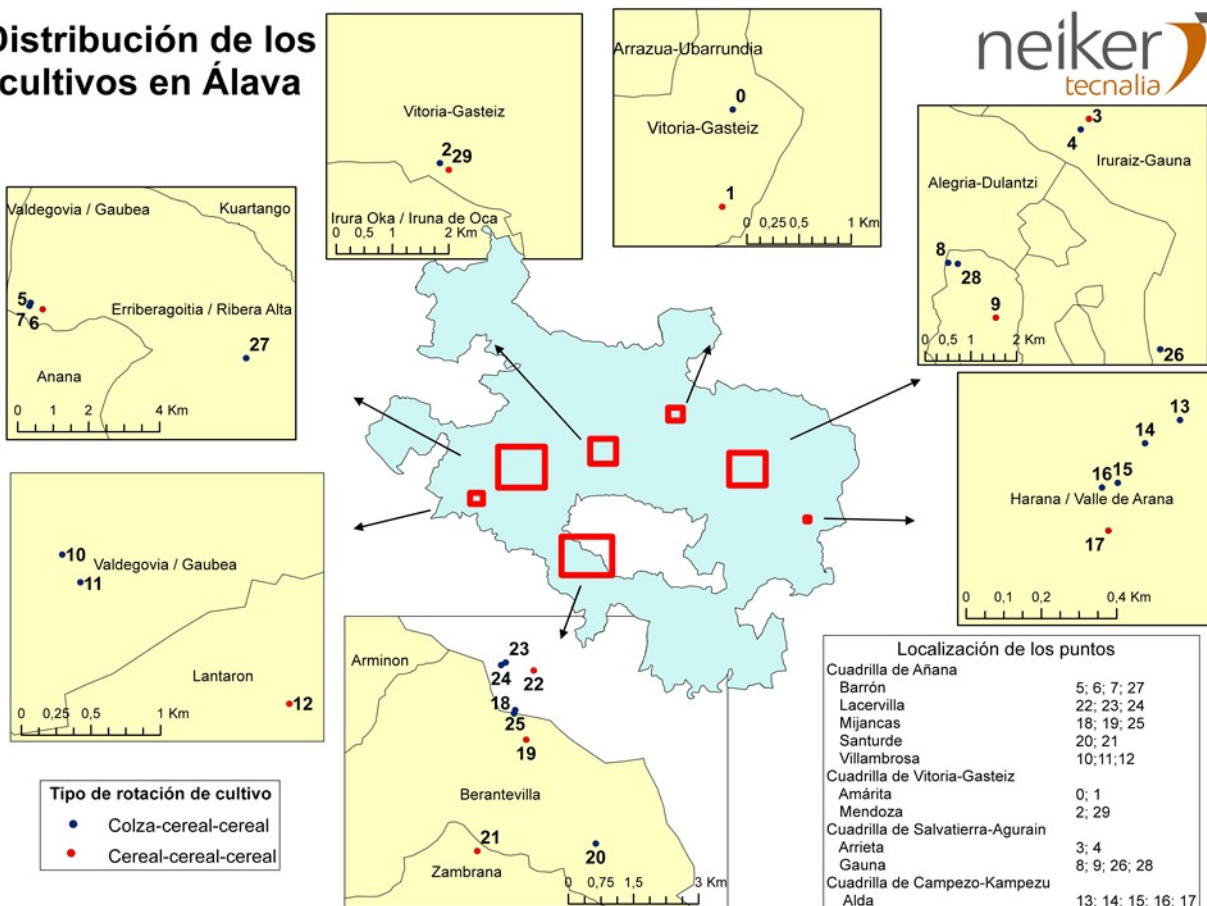 Distribución de los
cultivos en Álava
neiker
tecnalia
Vitoria-Gasteiz
2 29
Irura Oka / Iruna de Oca
0 0,5 1 2 Km
Arrazua-Ubarrundia
0
Vitoria-Gasteiz
1
0 0,25 0,5 1 Km
3
4
Iruraiz-Gauna
Alegria-Dulantzi
8
28
9
0 0,5 1 2 Km
26
Valdegovia / Gaubea
Kuartango
5
7 6
Erriberagoitia / Ribera Alta
27
Anana
0 1 2 4 Km
13
14
16 15
Harana / Valle de Arana
17
0 0,1 0,2 0,4 Km
10
Valdegovia / Gaubea
11
Lantaron
12
0 0,25 0,5 1 Km
Arminon
23
24
22
18
25
19
Berantevilla
21
20
Zambrana
0 0,75 1,5 3 Km
Tipo de rotación de cultivo
Colza-cereal-cereal
Cereal-cereal-cereal
Localización de los puntos
Cuadrilla de Añana
Barrón 5; 6; 7; 27
Lacervilla 22; 23; 24
Mijancas 18; 19; 25
Santurde 20; 21
Villambrosa 10;11;12
Cuadrilla de Vitoria-Gasteiz
Amárita 0; 1
Mendoza 2; 29
Cuadrilla de Salvatierra-Agurain
Arrieta 3; 4
Gauna 8; 9; 26; 28
Cuadrilla de Campezo-Kampezu
Alda 13; 14; 15; 16; 17